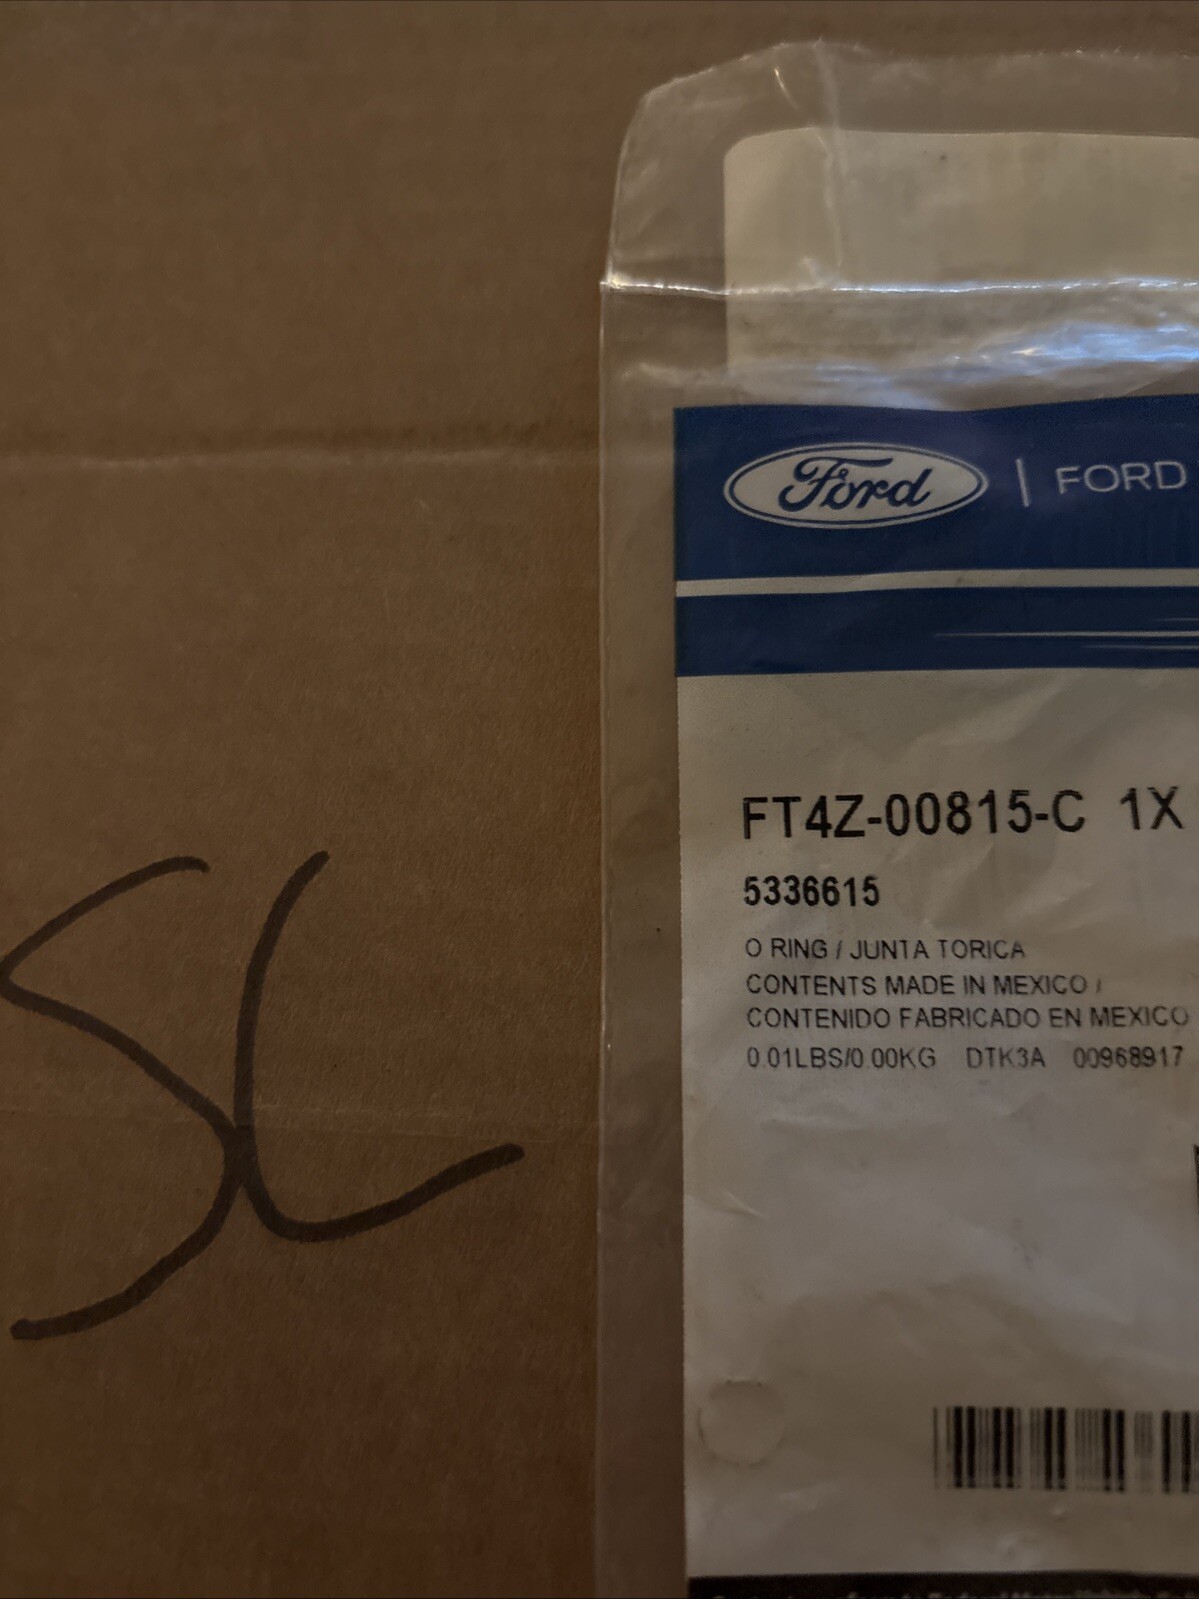 Ford | FORD
FT4Z-00815-C 1X
5336615
O RING / JUNTA TORICA
CONTENTS MADE IN MEXICO /
CONTENIDO FABRICADO EN MEXICO
0.01LBS/0.00KG DTK3A 00968917
SL